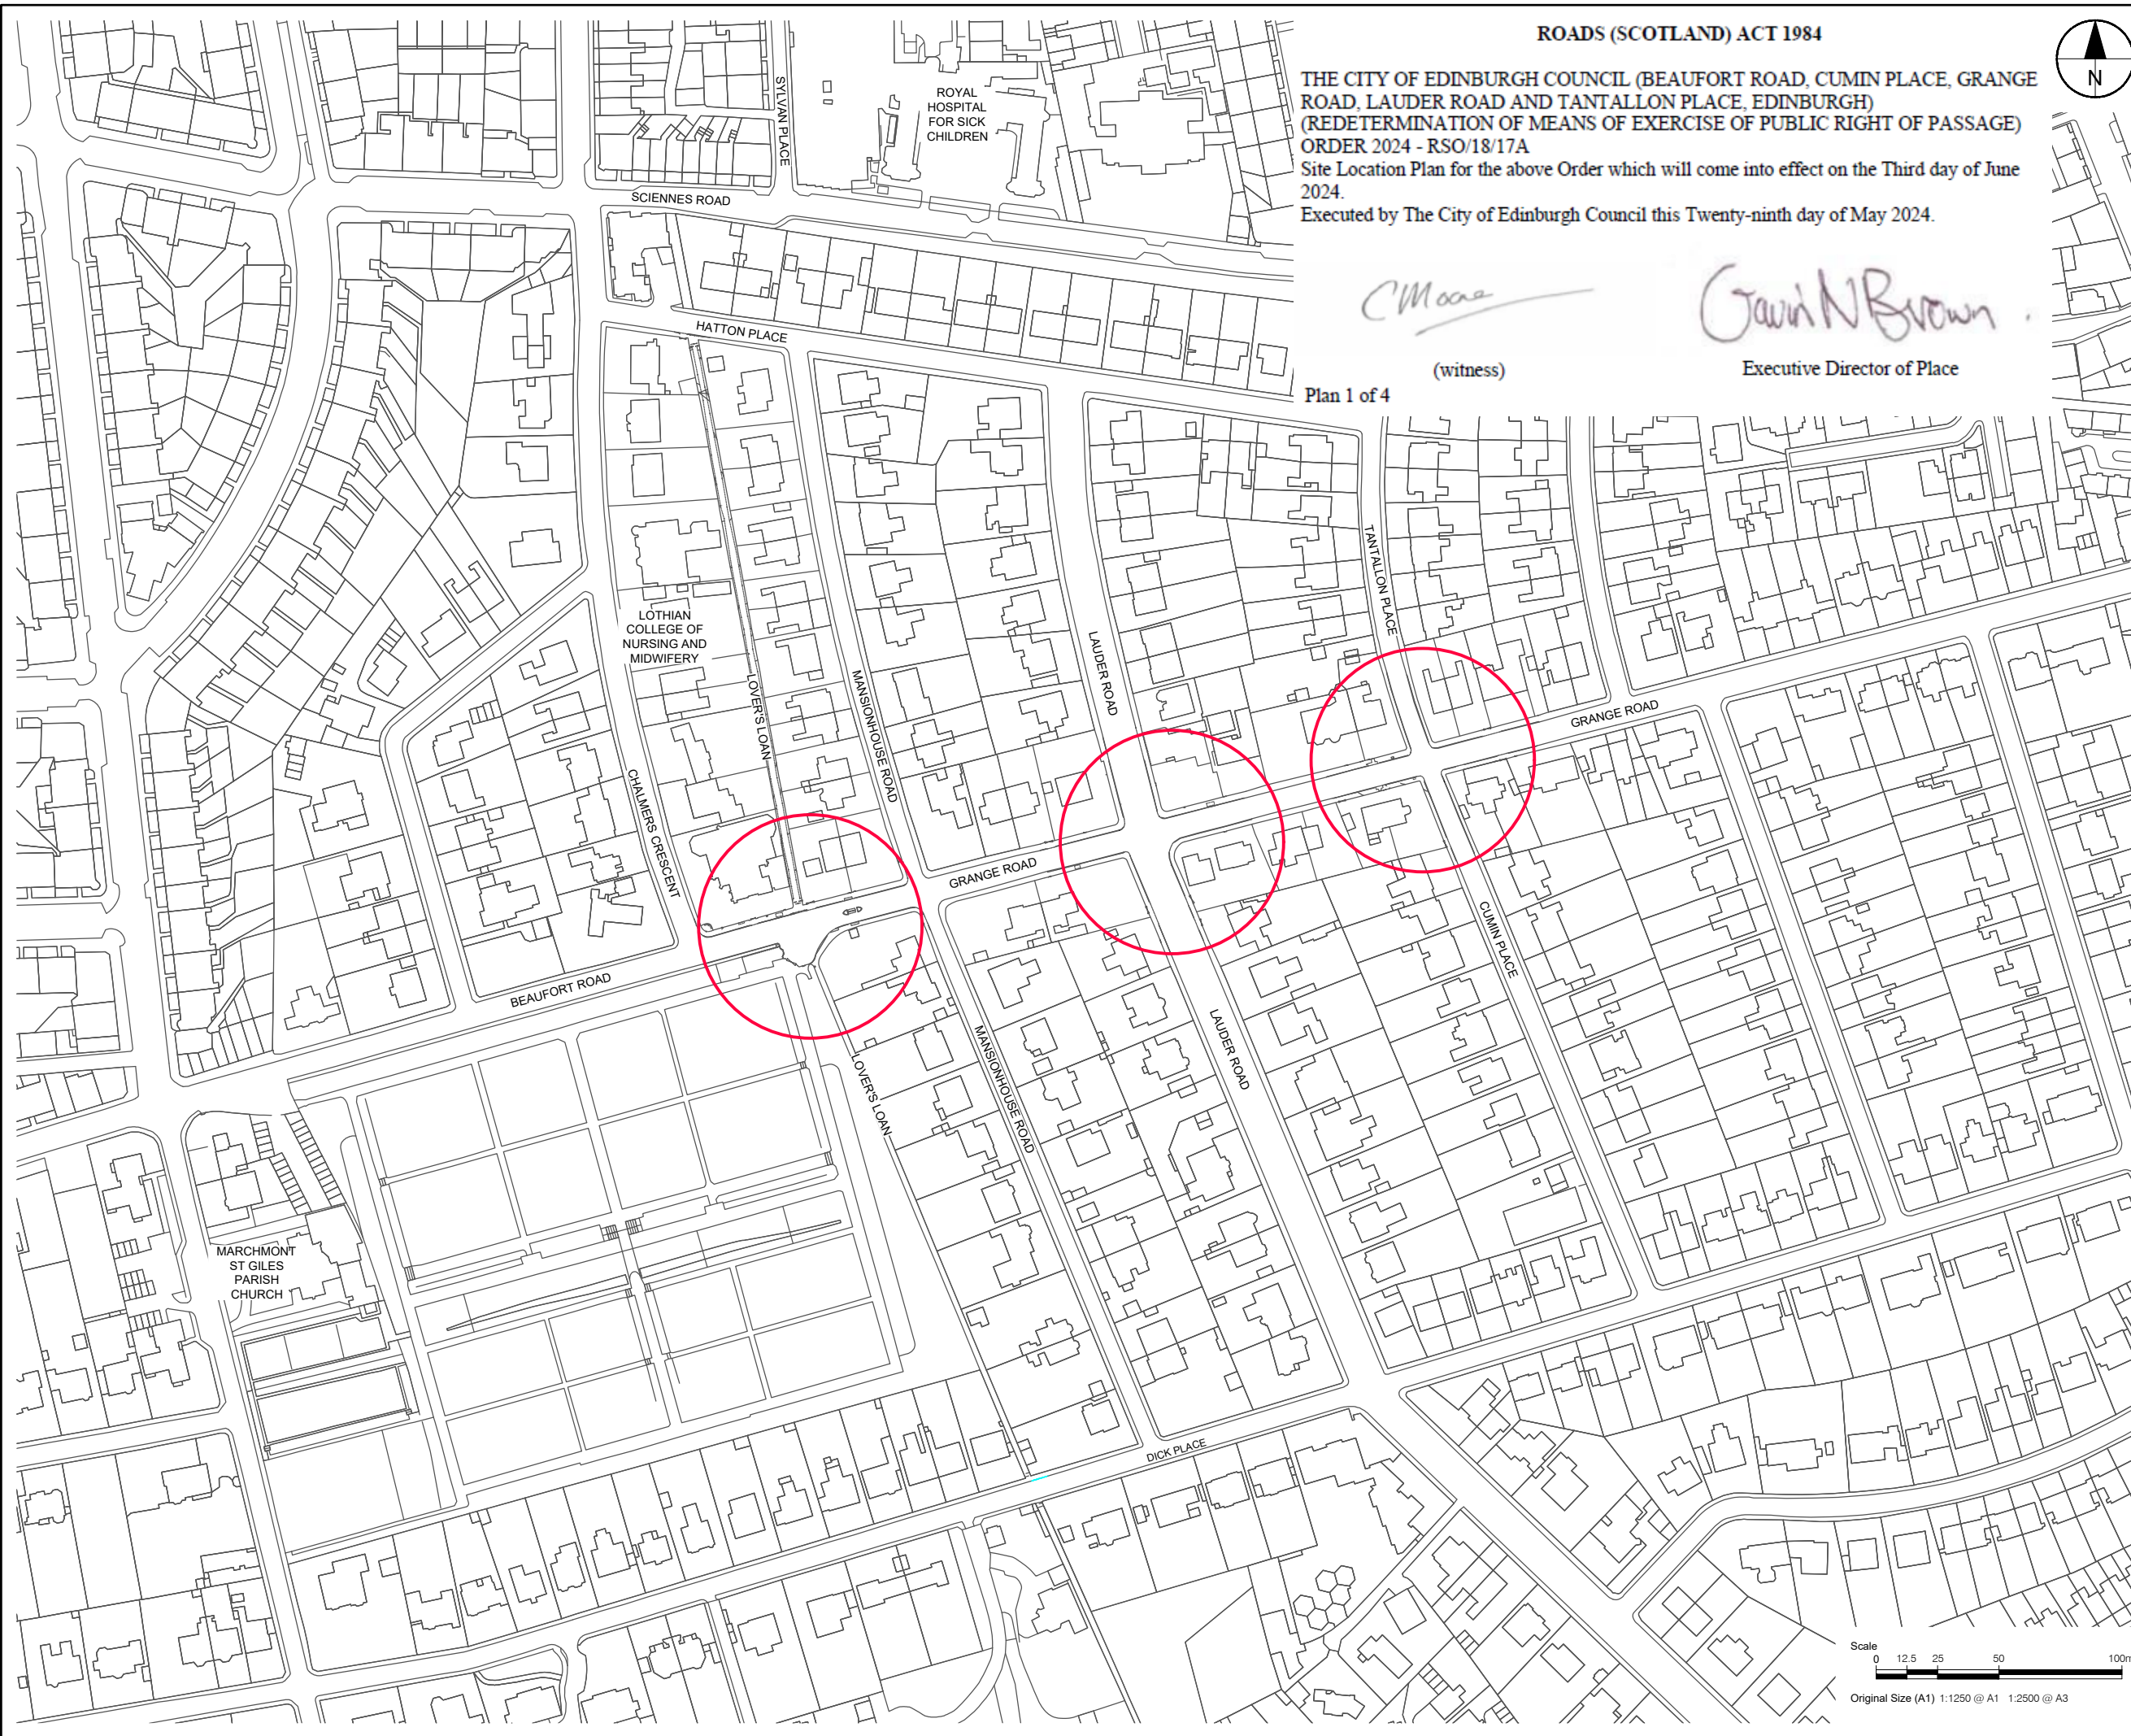 ROADS (SCOTLAND) ACT 1984
N
THE CITY OF EDINBURGH COUNCIL (BEAUFORT ROAD, CUMIN PLACE, GRANGE
ROAD, LAUDER ROAD AND TANTALLON PLACE, EDINBURGH)
(REDETERMINATION OF MEANS OF EXERCISE OF PUBLIC RIGHT OF PASSAGE)
ORDER 2024 - RSO/18/17A
Site Location Plan for the above Order which will come into effect on the Third day of June
2024.
Executed by The City of Edinburgh Council this Twenty-ninth day of May 2024.
CMoore
Gavin N Brown.
(witness)
Executive Director of Place
Plan 1 of 4
SYLVAN PLACE
ROYAL
HOSPITAL
FOR SICK
CHILDREN
SCIENNES ROAD
HATTON PLACE
LOTHIAN
COLLEGE OF
NURSING AND
MIDWIFERY
TANTALLON PLACE
LAUDER ROAD
LOVER'S LOAN
MANSIONHOUSE ROAD
CHALMERS CRESCENT
GRANGE ROAD
GRANGE ROAD
BEAUFORT ROAD
CUMIN PLACE
LOVER'S LOAN
MANSIONHOUSE ROAD
LAUDER ROAD
MARCHMONT
ST GILES
PARISH
CHURCH
DICK PLACE
Scale
0 12.5 25 50 100m
Original Size (A1) 1:1250 @ A1 1:2500 @ A3